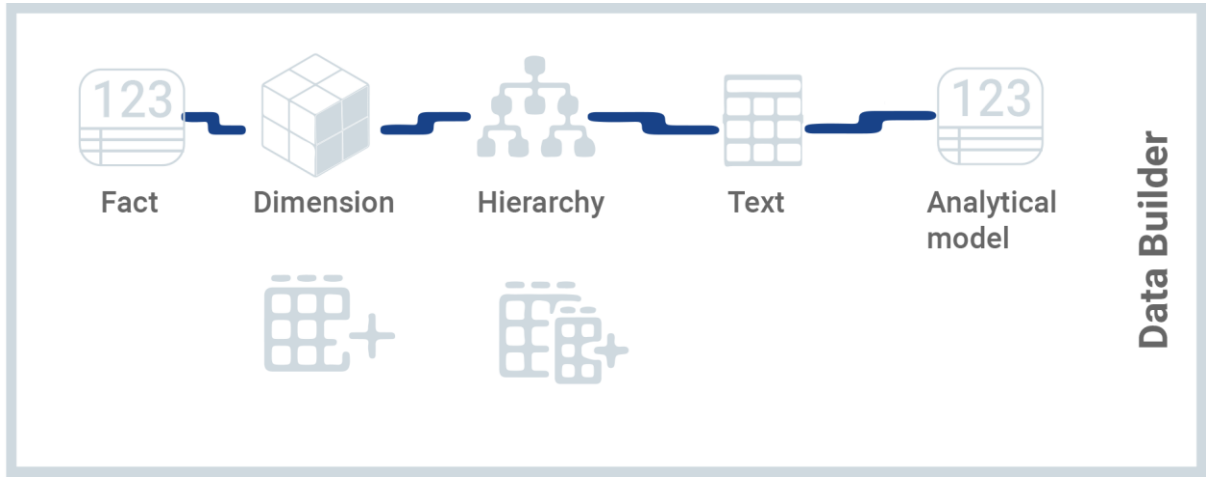 123
123
Fact
Dimension
Hierarchy
Text
Analytical
model
Data Builder